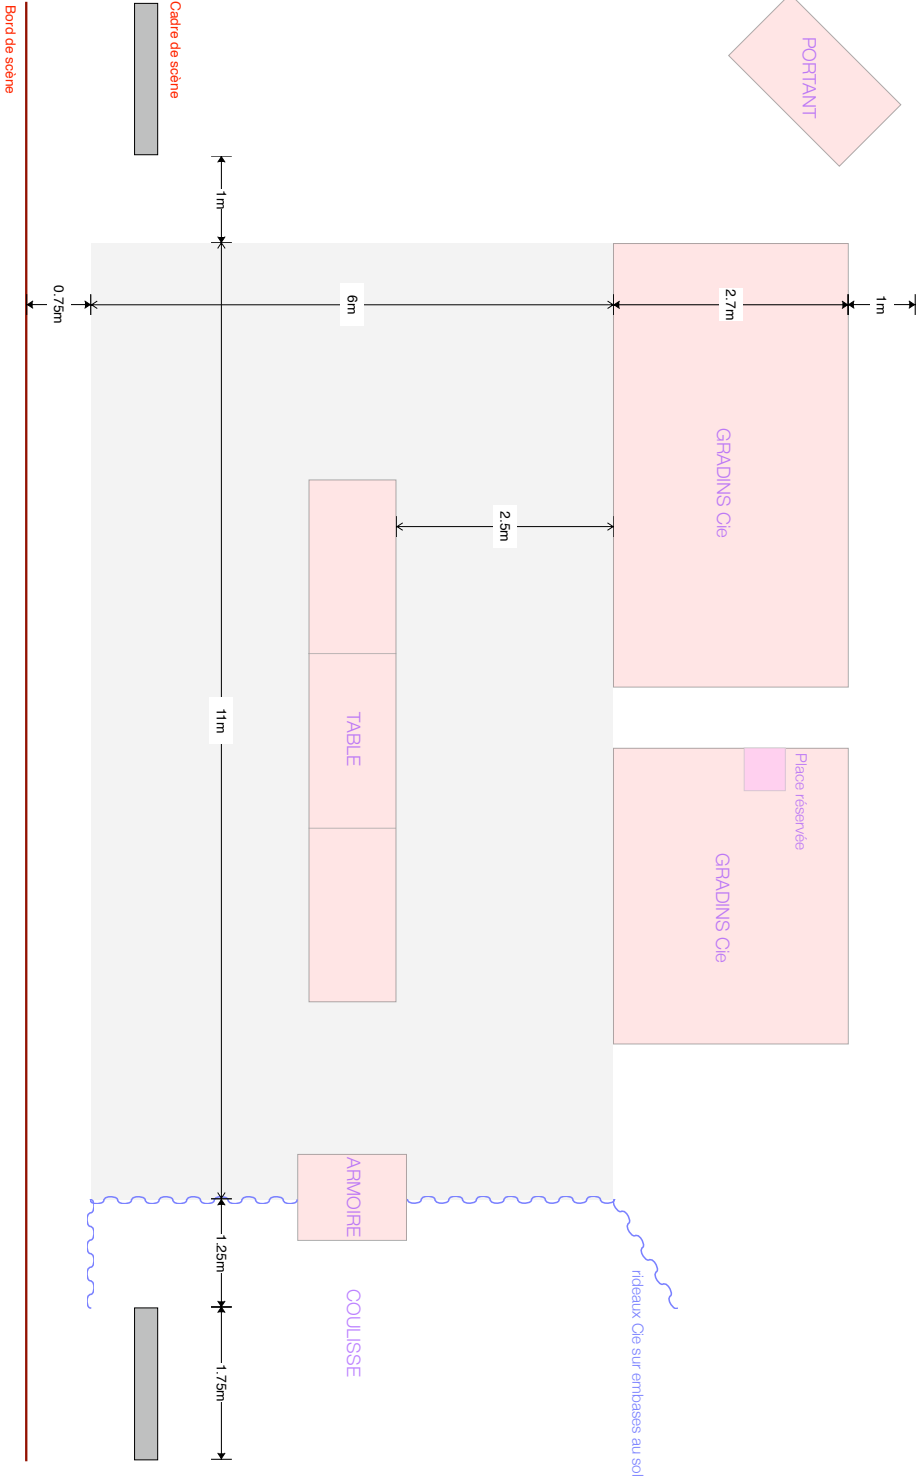 PORTANT
1m
2.7m
GRADINS Cie
Place réservée
GRADINS Cie
rideaux Cie sur embases au sol
6m
2.5m
TABLE
ARMOIRE
COULISSE
1m
11m
1.25m
1.75m
Cadre de scène
0.75m
Bord de scène